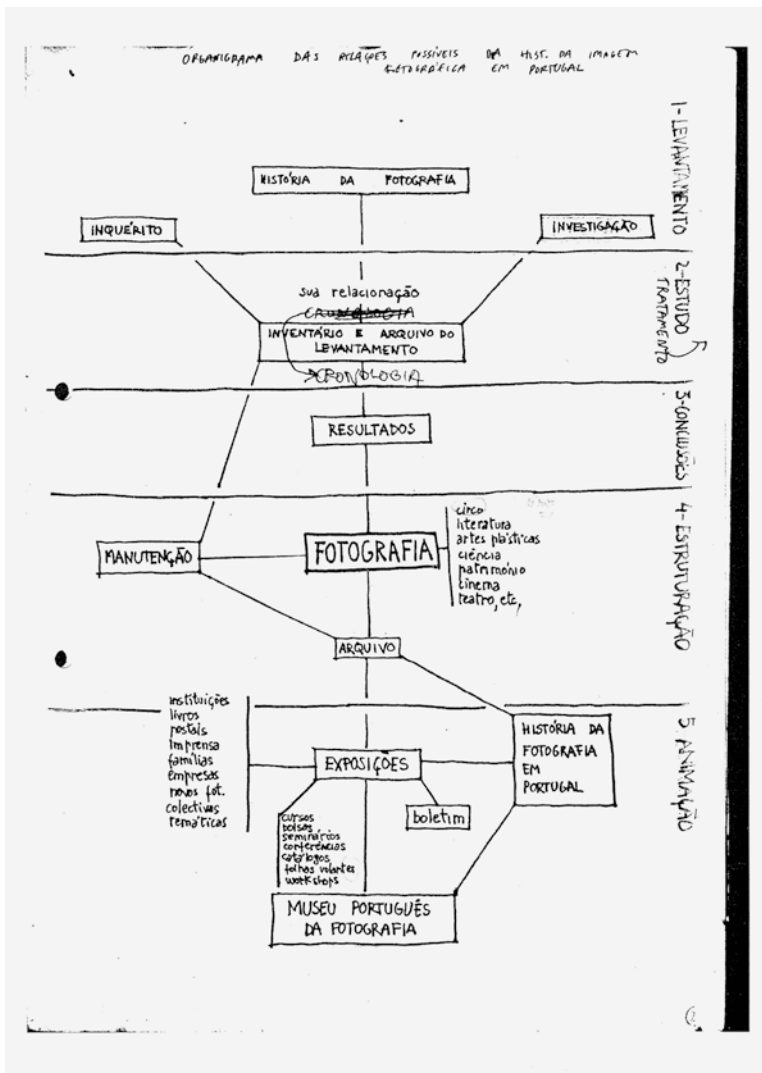 ORGANIGRAMA DAS RELAÇÕES POSSÍVEIS DA HIST. DA IMAGEM
FOTOGRÁFICA EM PORTUGAL
1-LEVANTAMENTO
HISTÓRIA DA FOTOGRAFIA
INQUÉRITO
INVESTIGAÇÃO
2-ESTUDO
TRATAMENTO
sua relacionação
CRONOLOGIA
INVENTÁRIO E ARQUIVO DO
LEVANTAMENTO
CRONOLOGIA
3-CONCLUSÕES
RESULTADOS
4-ESTRUTURAÇÃO
MANUTENÇÃO
FOTOGRAFIA
circo
literatura
artes plásticas
ciência
património
cinema
teatro, etc,
ARQUIVO
5. ANIMAÇÃO
instituições
livros
postais
imprensa
famílias
empresas
novos fot.
colectivas
temáticas
EXPOSIÇÕES
HISTÓRIA DA
FOTOGRAFIA
EM
PORTUGAL
cursos
bolsas
seminários
conferências
catálogos
folhas volantes
workshops
boletim
MUSEU PORTUGUÊS
DA FOTOGRAFIA
2